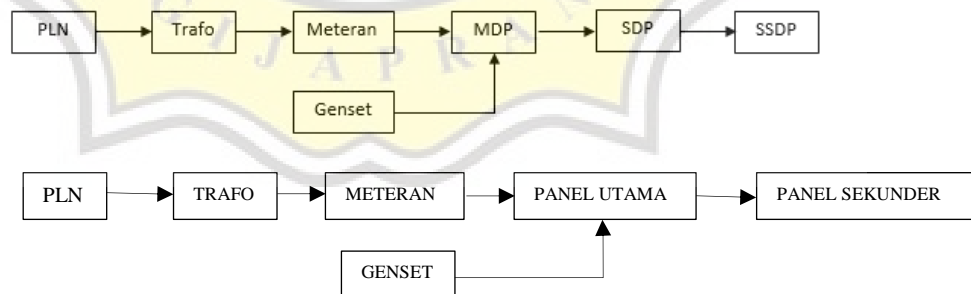 PLN Trafo Meteran MDP SDP SSDP
G I J A P R A N
Genset
PLN TRAFO METERAN PANEL UTAMA PANEL SEKUNDER
GENSET